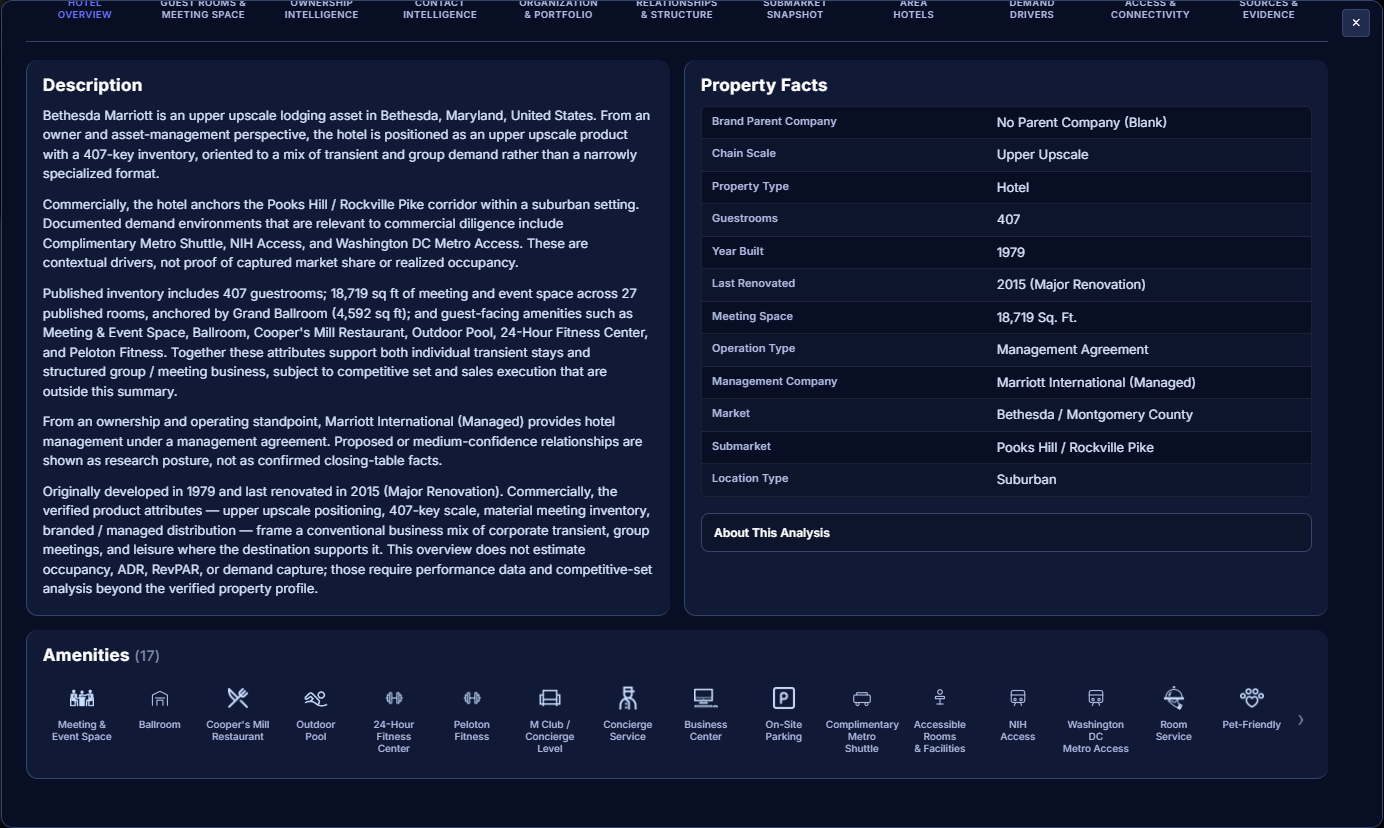 HOTEL
OVERVIEW
GUEST ROOMS &
MEETING SPACE
OWNERSHIP
INTELLIGENCE
CONTACT
INTELLIGENCE
ORGANIZATION
& PORTFOLIO
RELATIONSHIPS
& STRUCTURE
SUBMARKET
SNAPSHOT
AREA
HOTELS
DEMAND
DRIVERS
ACCESS &
CONNECTIVITY
SOURCES &
EVIDENCE
×
Description
Bethesda Marriott is an upper upscale lodging asset in Bethesda, Maryland, United States. From an
owner and asset-management perspective, the hotel is positioned as an upper upscale product
with a 407-key inventory, oriented to a mix of transient and group demand rather than a narrowly
specialized format.
Commercially, the hotel anchors the Pooks Hill / Rockville Pike corridor within a suburban setting.
Documented demand environments that are relevant to commercial diligence include
Complimentary Metro Shuttle, NIH Access, and Washington DC Metro Access. These are
contextual drivers, not proof of captured market share or realized occupancy.
Published inventory includes 407 guestrooms; 18,719 sq ft of meeting and event space across 27
published rooms, anchored by Grand Ballroom (4,592 sq ft); and guest-facing amenities such as
Meeting & Event Space, Ballroom, Cooper's Mill Restaurant, Outdoor Pool, 24-Hour Fitness Center,
and Peloton Fitness. Together these attributes support both individual transient stays and
structured group / meeting business, subject to competitive set and sales execution that are
outside this summary.
From an ownership and operating standpoint, Marriott International (Managed) provides hotel
management under a management agreement. Proposed or medium-confidence relationships are
shown as research posture, not as confirmed closing-table facts.
Originally developed in 1979 and last renovated in 2015 (Major Renovation). Commercially, the
verified product attributes — upper upscale positioning, 407-key scale, material meeting inventory,
branded / managed distribution — frame a conventional business mix of corporate transient, group
meetings, and leisure where the destination supports it. This overview does not estimate
occupancy, ADR, RevPAR, or demand capture; those require performance data and competitive-set
analysis beyond the verified property profile.
Property Facts
Brand Parent Company No Parent Company (Blank)
Chain Scale Upper Upscale
Property Type Hotel
Guestrooms 407
Year Built 1979
Last Renovated 2015 (Major Renovation)
Meeting Space 18,719 Sq. Ft.
Operation Type Management Agreement
Management Company Marriott International (Managed)
Market Bethesda / Montgomery County
Submarket Pooks Hill / Rockville Pike
Location Type Suburban
About This Analysis
Amenities (17)
Meeting &
Event Space
Ballroom
Cooper's Mill
Restaurant
Outdoor
Pool
24-Hour
Fitness
Center
Peloton
Fitness
M Club /
Concierge
Level
Concierge
Service
Business
Center
P
On-Site
Parking
Complimentary
Metro
Shuttle
Accessible
Rooms
& Facilities
NIH
Access
Washington
DC
Metro Access
Room
Service
Pet-Friendly
›